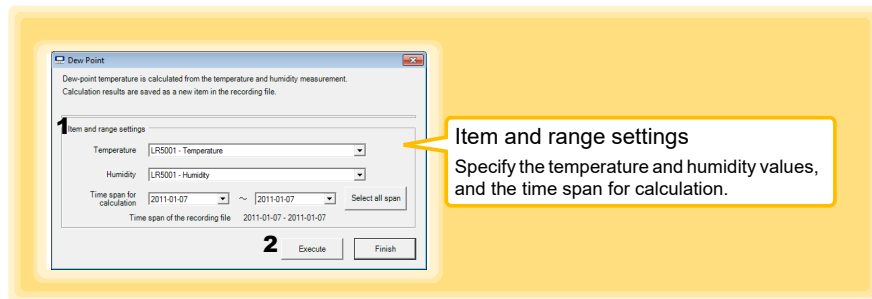 Dew Point
Dew-point temperature is calculated from the temperature and humidity measurement.
Calculation results are saved as a new item in the recording file.
1
Item and range settings
Temperature LR5001 - Temperature
Humidity LR5001 - Humidity
Time span for
calculation 2011-01-07 ~ 2011-01-07 Select all span
Time span of the recording file 2011-01-07 - 2011-01-07
2 Execute Finish
Item and range settings
Specify the temperature and humidity values,
and the time span for calculation.